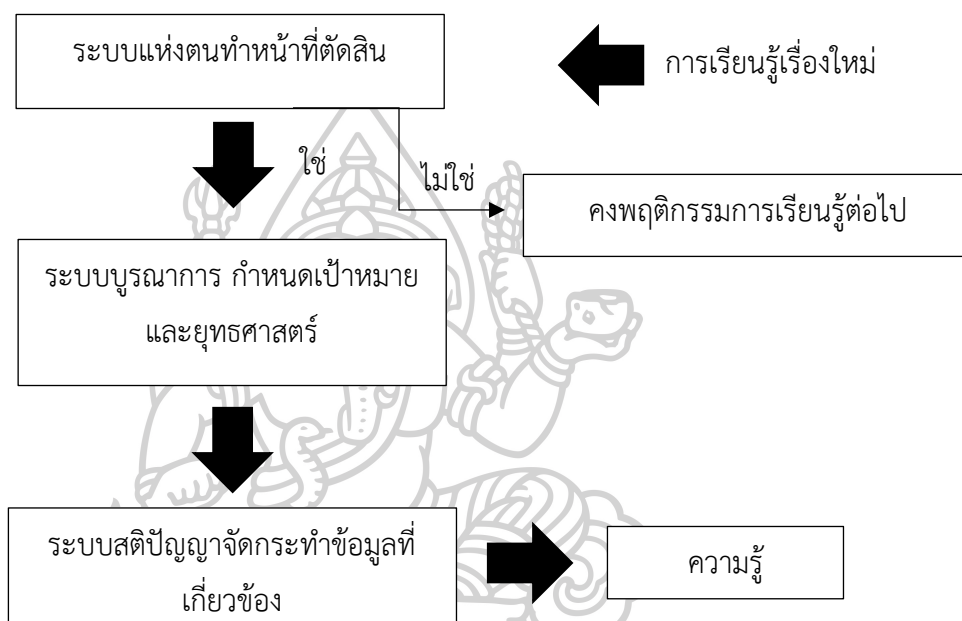 ระบบแห่งตนทำหน้าที่ตัดสิน
การเรียนรู้เรื่องใหม่
ใช่
ไม่ใช่
คงพฤติกรรมการเรียนรู้ต่อไป
ระบบบูรณาการ กำหนดเป้าหมาย
และยุทธศาสตร์
ระบบสติปัญญาจัดกระทำข้อมูลที่
เกี่ยวข้อง
ความรู้